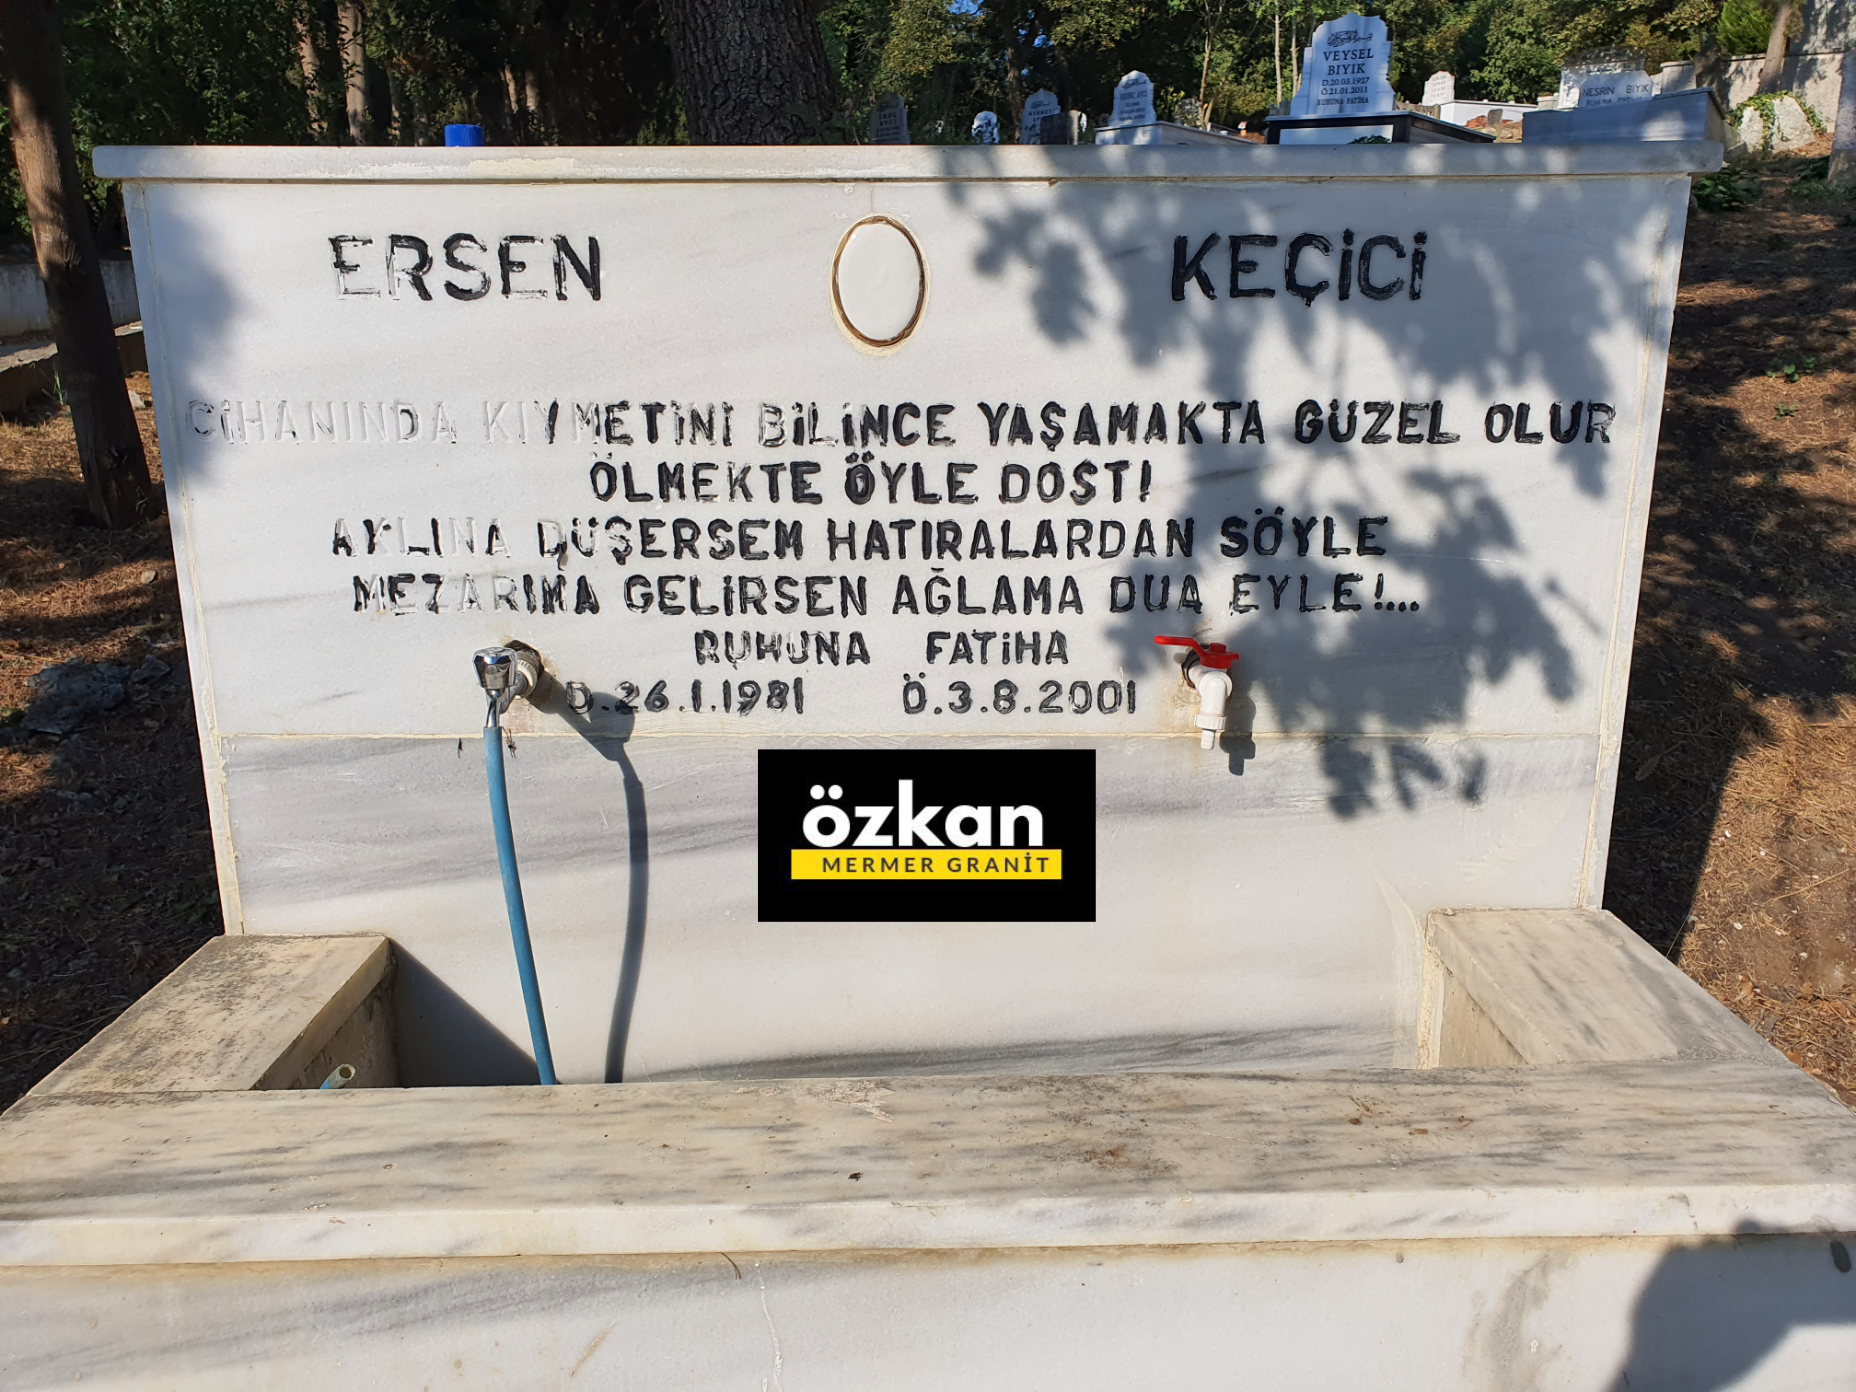 VEYSEL
BIYIK
D.20.03.1927
Ö.21.01.2011
RUHUNA FATİHA
NESRİN BIYIK
ERSEN KEÇİCİ
CİHANINDA KIYMETİNİ BİLİNCE YAŞAMAKTA GÜZEL OLUR
ÖLMEKTE ÖYLE DOST!
AKLINA DÜŞERSEM HATIRALARDAN SÖYLE
MEZARIMA GELİRSEN AĞLAMA DUA EYLE!...
RUHUNA FATİHA
D.26.1.1981 Ö.3.8.2001
özkan
MERMER GRANİT